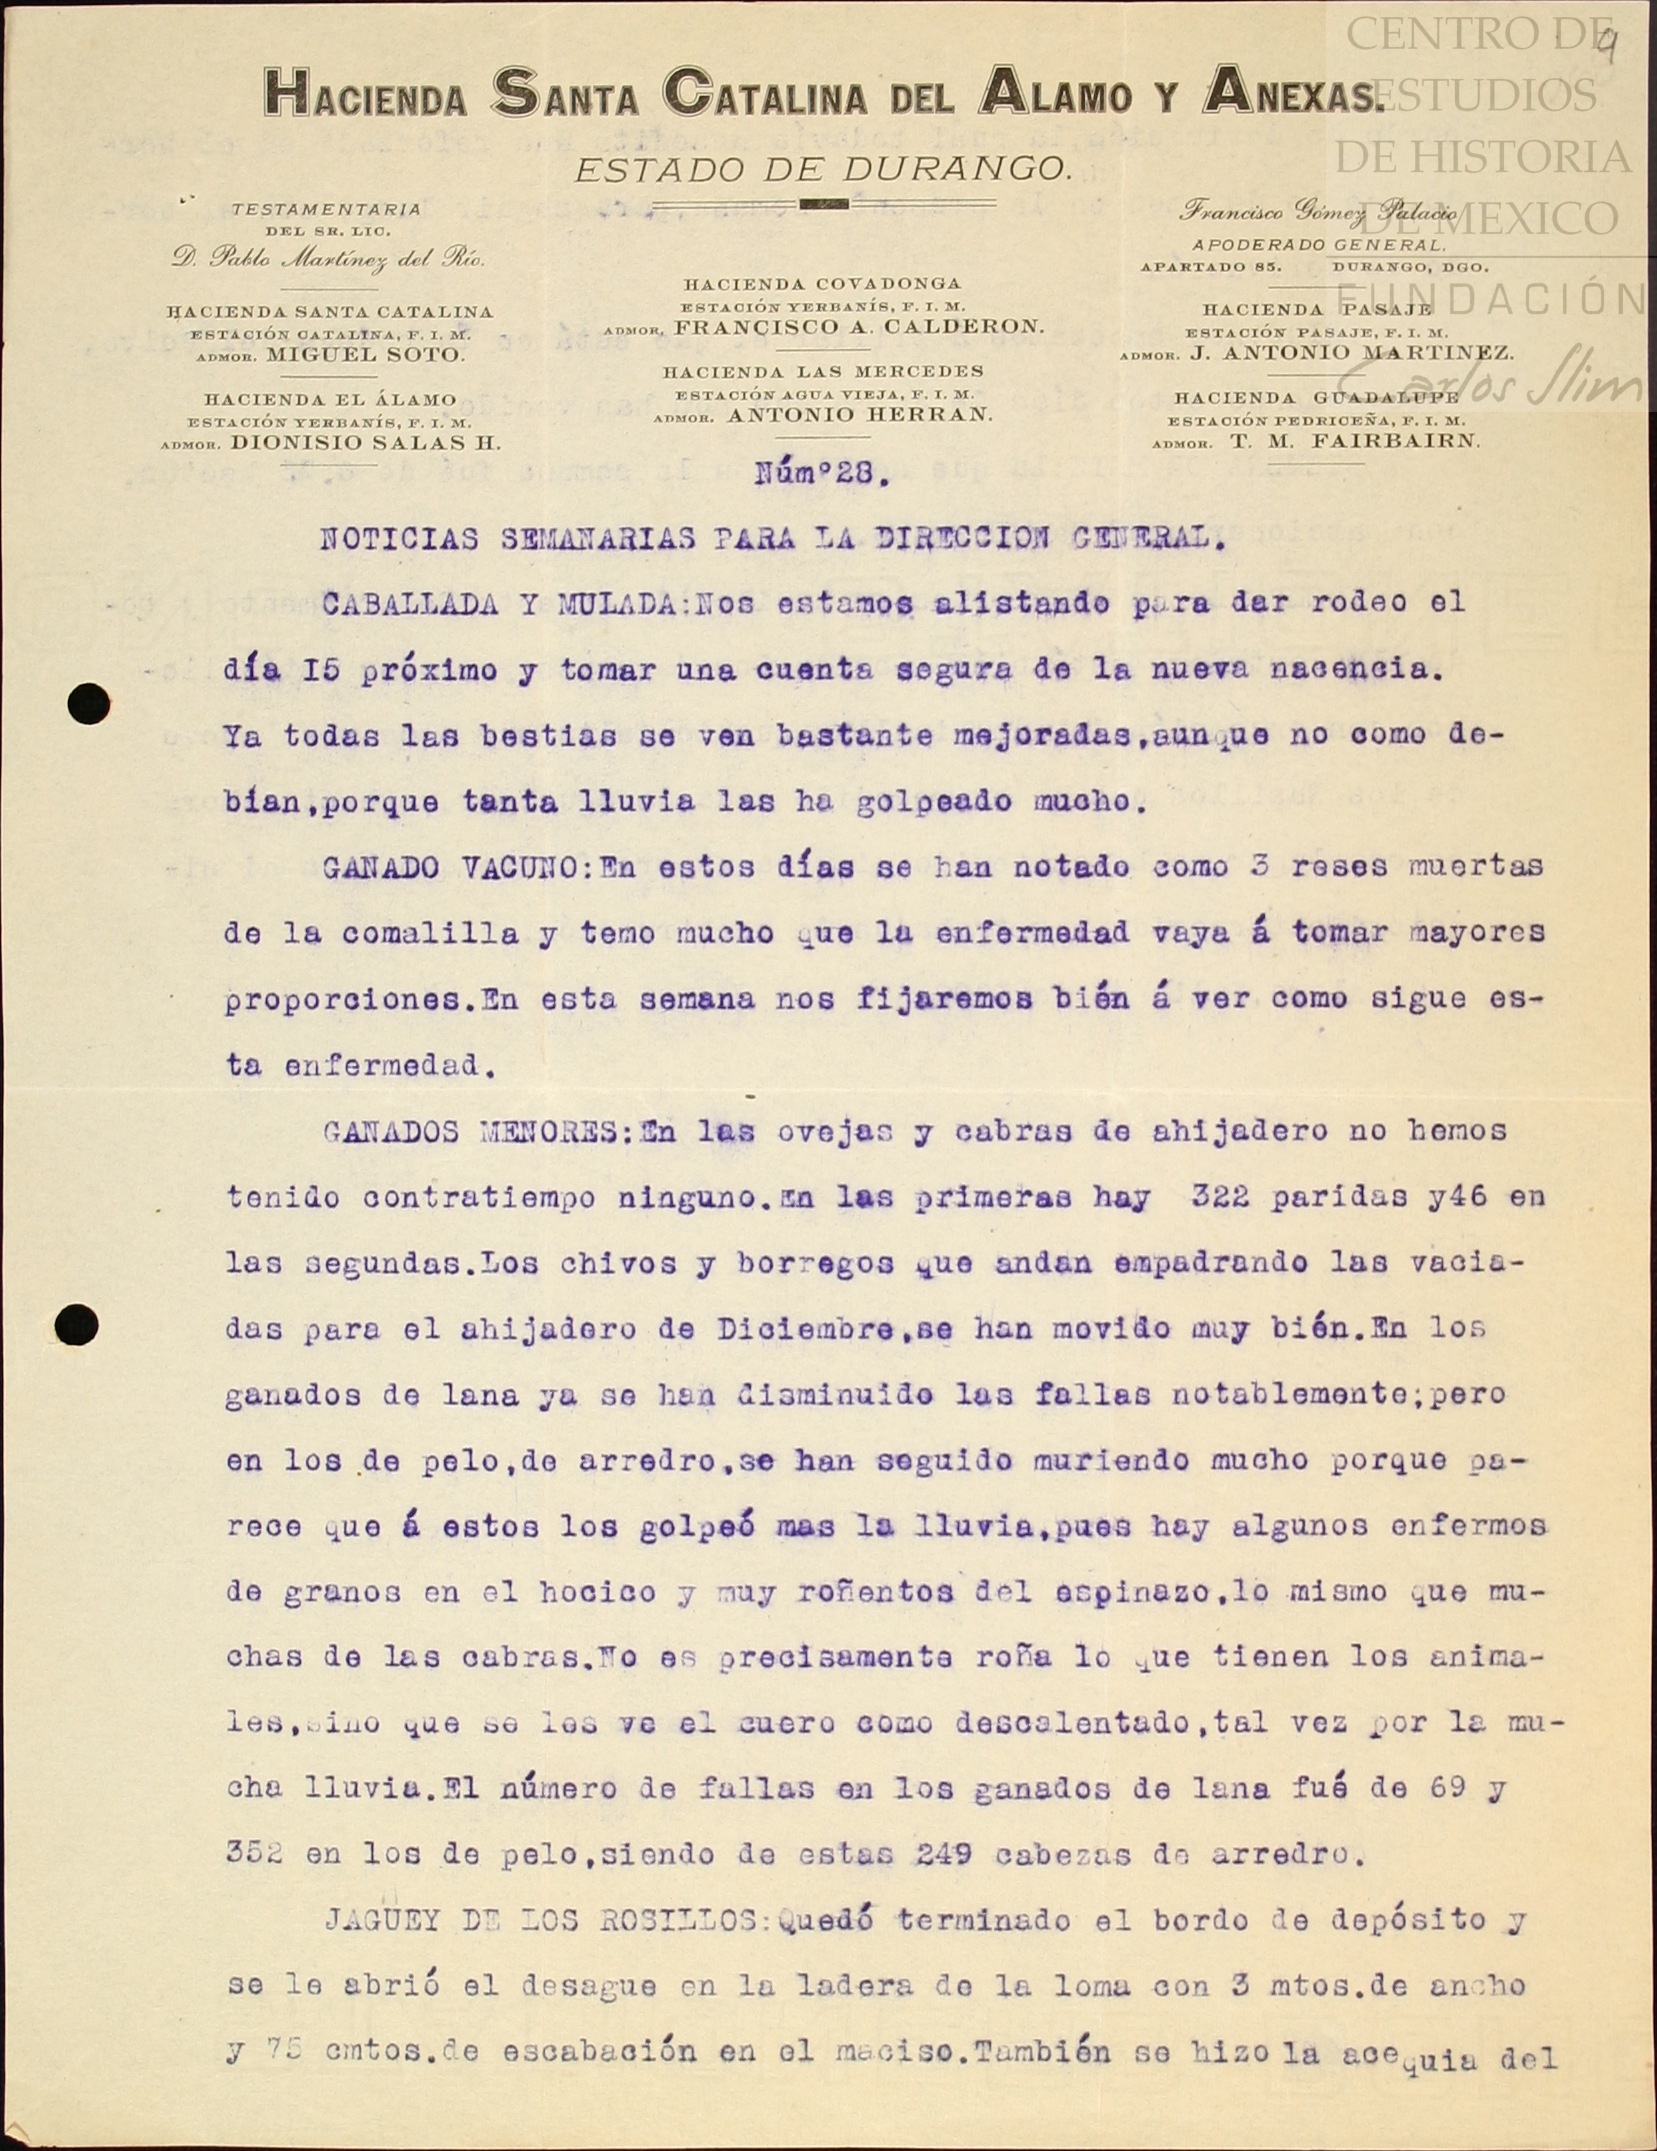 CENTRO DE
ESTUDIOS
DE HISTORIA
DE MEXICO
FUNDACIÓN
Carlos Slim
9
HACIENDA SANTA CATALINA DEL ALAMO Y ANEXAS.
ESTADO DE DURANGO.
TESTAMENTARIA
DEL SR. LIC.
D. Pablo Martínez del Río.
HACIENDA SANTA CATALINA
ESTACIÓN CATALINA, F. I. M.
ADMOR. MIGUEL SOTO.
HACIENDA EL ÁLAMO
ESTACIÓN YERBANÍS, F. I. M.
ADMOR. DIONISIO SALAS H.
HACIENDA COVADONGA
ESTACIÓN YERBANÍS, F. I. M.
ADMOR. FRANCISCO A. CALDERON.
HACIENDA LAS MERCEDES
ESTACIÓN AGUA VIEJA, F. I. M.
ADMOR. ANTONIO HERRAN.
Francisco Gómez Palacio
APODERADO GENERAL.
APARTADO 85. DURANGO, DGO.
HACIENDA PASAJE
ESTACIÓN PASAJE, F. I. M.
ADMOR. J. ANTONIO MARTINEZ.
HACIENDA GUADALUPE
ESTACIÓN PEDRICEÑA, F. I. M.
ADMOR. T. M. FAIRBAIRN.
Núm°28.
NOTICIAS SEMANARIAS PARA LA DIRECCION GENERAL.
CABALLADA Y MULADA:Nos estamos alistando para dar rodeo el
día I5 próximo y tomar una cuenta segura de la nueva nacencia.
Ya todas las bestias se ven bastante mejoradas,aunque no como de-
bían,porque tanta lluvia las ha golpeado mucho.
GANADO VACUNO:En estos días se han notado como 3 reses muertas
de la comalilla y temo mucho que la enfermedad vaya á tomar mayores
proporciones.En esta semana nos fijaremos bién á ver como sigue es-
ta enfermedad.
GANADOS MENORES:En las ovejas y cabras de ahijadero no hemos
tenido contratiempo ninguno.En las primeras hay 322 paridas y46 en
las segundas.Los chivos y borregos que andan empadrando las vacia-
das para el ahijadero de Diciembre,se han movido muy bién.En los
ganados de lana ya se han disminuido las fallas notablemente;pero
en los de pelo,de arredro,se han seguido muriendo mucho porque pa-
rece que á estos los golpeó mas la lluvia,pues hay algunos enfermos
de granos en el hocico y muy roñentos del espinazo,lo mismo que mu-
chas de las cabras.No es precisamente roña lo que tienen los anima-
les,sino que se les ve el cuero como descalentado,tal vez por la mu-
cha lluvia.El número de fallas en los ganados de lana fué de 69 y
352 en los de pelo,siendo de estas 249 cabezas de arredro.
JAGUEY DE LOS ROSILLOS:Quedó terminado el bordo de depósito y
se le abrió el desague en la ladera de la loma con 3 mtos.de ancho
y 75 cmtos.de escabación en el maciso.También se hizo la acequia del